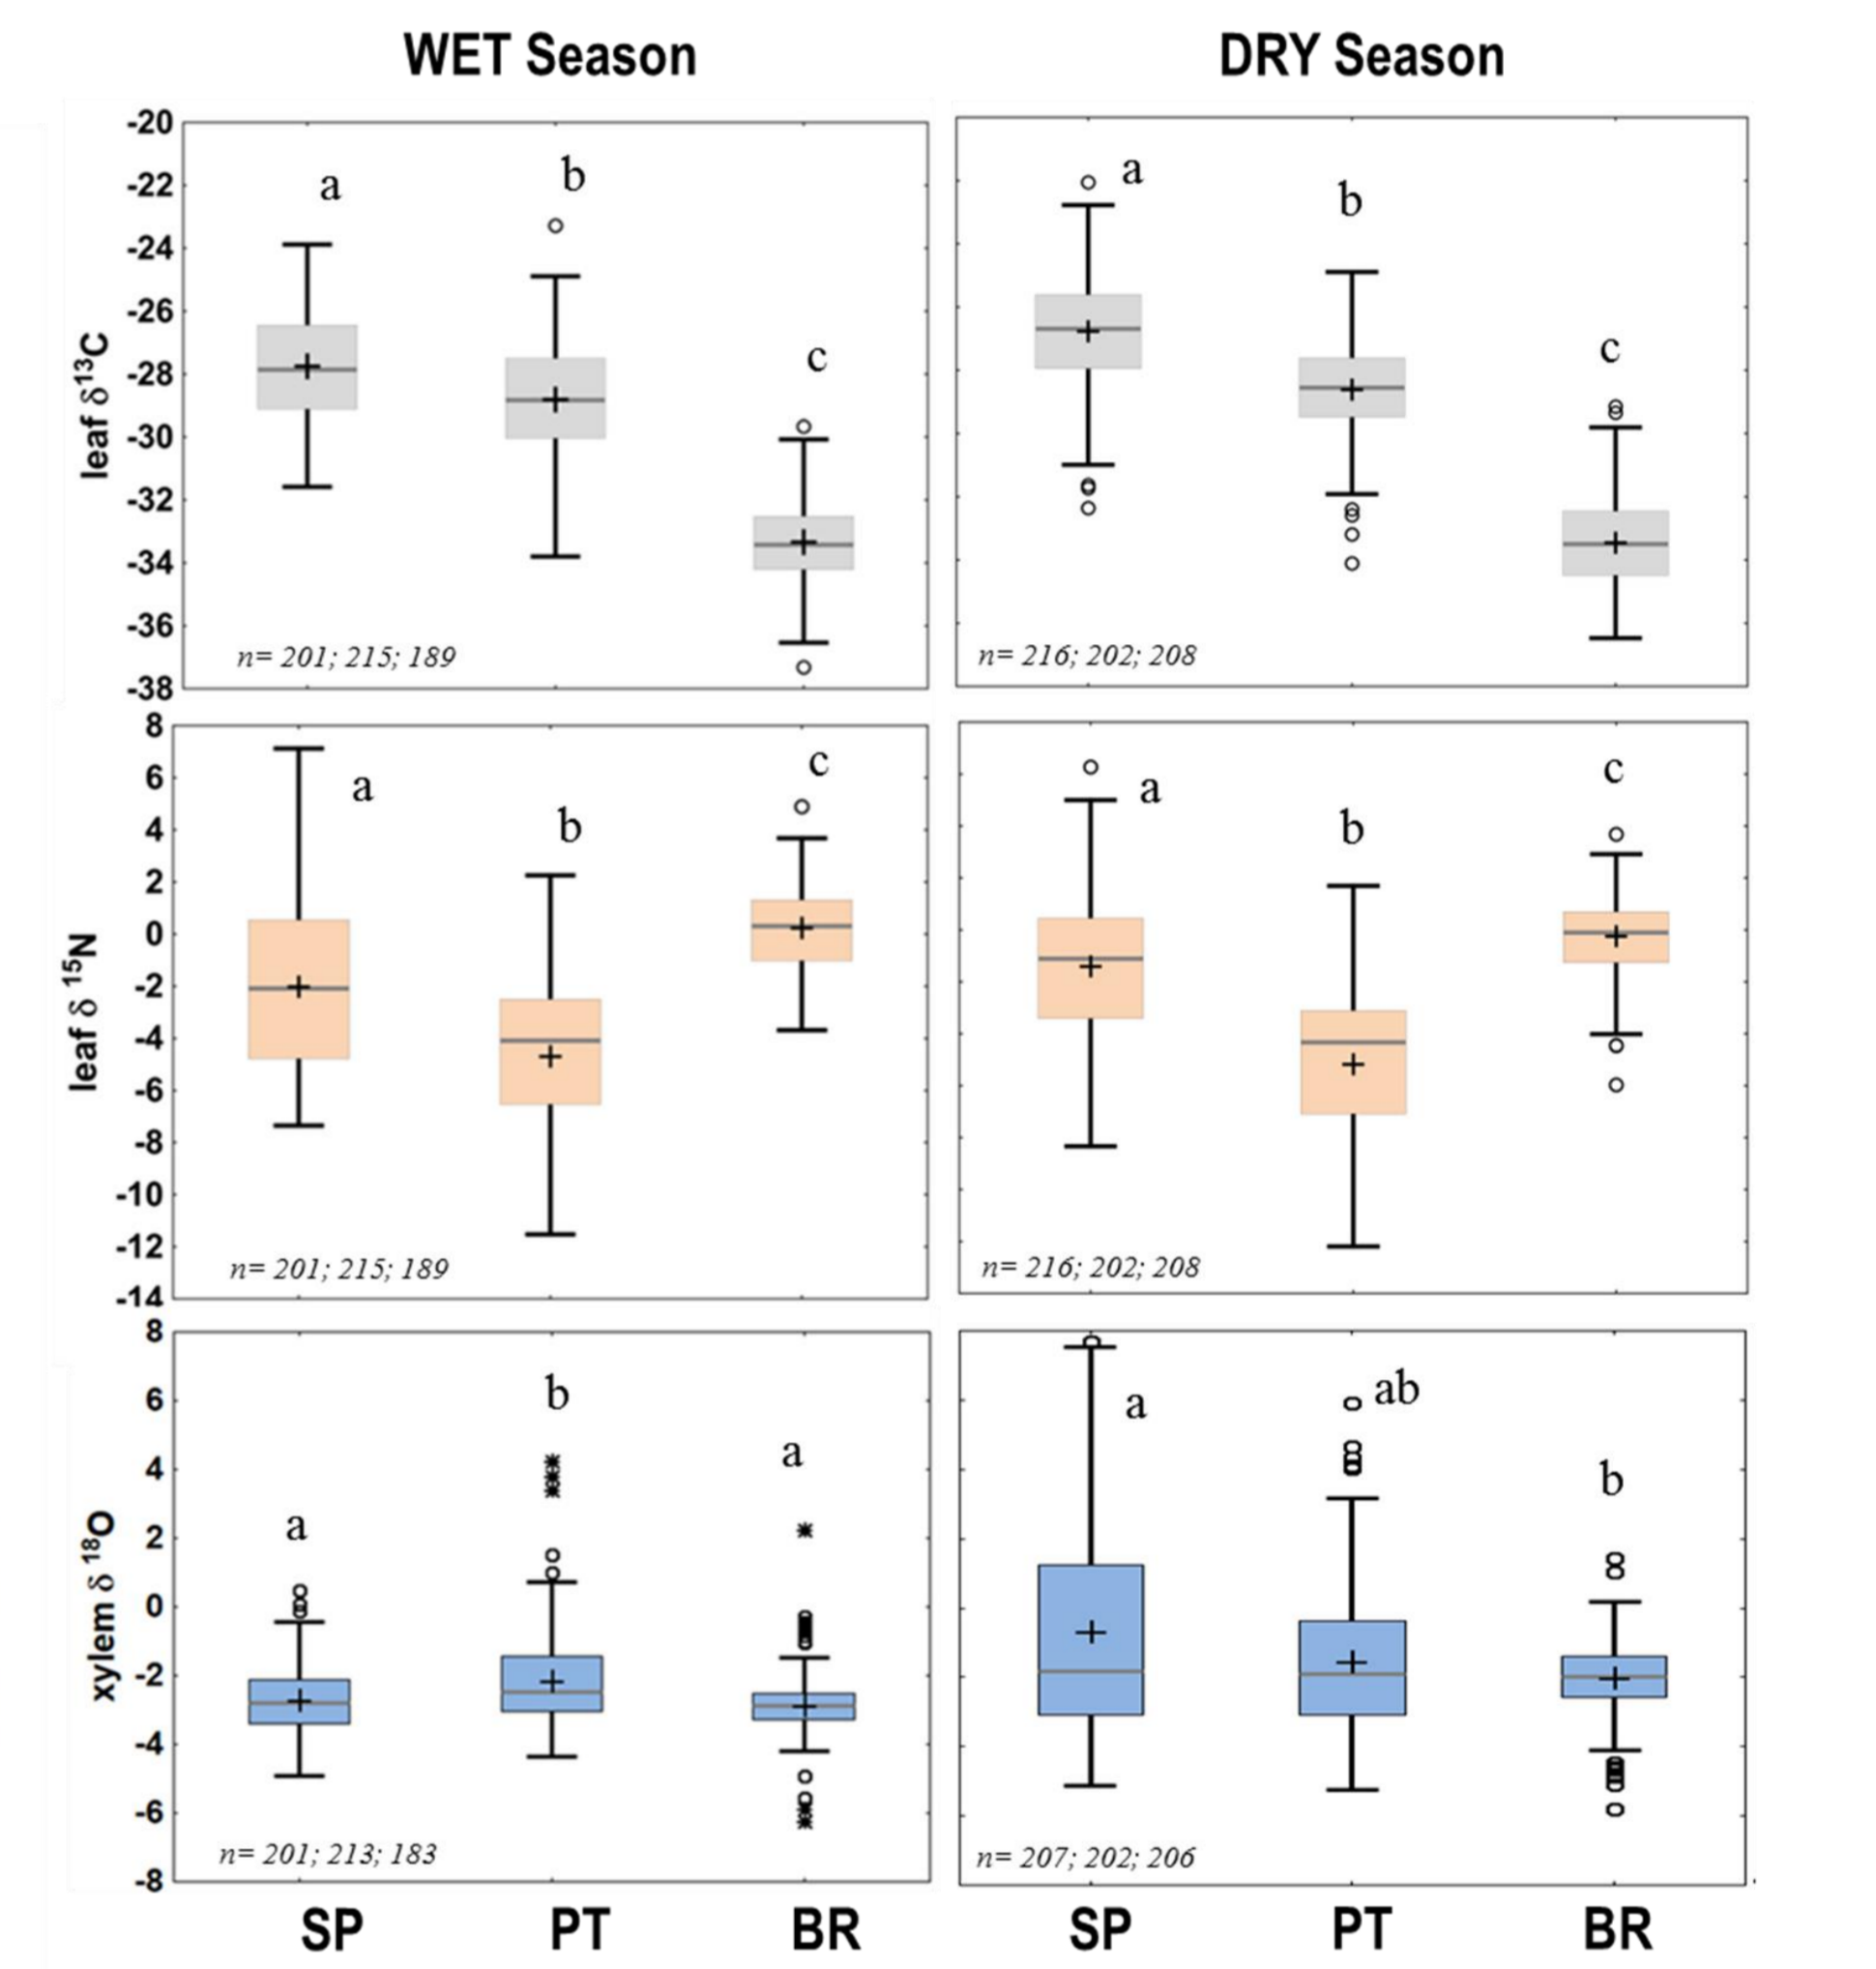 WET Season
DRY Season
leaf δ13C
-20
-22
-24
-26
-28
-30
-32
-34
-36
-38
a
b
c
n= 201; 215; 189
a
b
c
n= 216; 202; 208
leaf δ 15N
8
6
4
2
0
-2
-4
-6
-8
-10
-12
-14
a
b
c
n= 201; 215; 189
a
b
c
n= 216; 202; 208
xylem δ 18O
8
6
4
2
0
-2
-4
-6
-8
a
b
a
n= 201; 213; 183
a
ab
b
n= 207; 202; 206
SP PT BR
SP PT BR